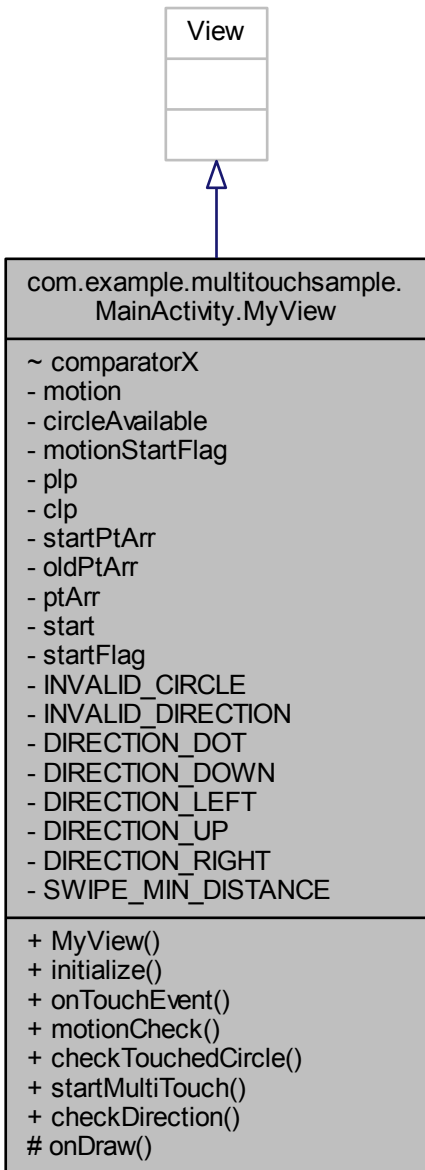 View
com.example.multitouchsample.
MainActivity.MyView
~ comparatorX
- motion
- circleAvailable
- motionStartFlag
- plp
- clp
- startPtArr
- oldPtArr
- ptArr
- start
- startFlag
- INVALID_CIRCLE
- INVALID_DIRECTION
- DIRECTION_DOT
- DIRECTION_DOWN
- DIRECTION_LEFT
- DIRECTION_UP
- DIRECTION_RIGHT
- SWIPE_MIN_DISTANCE
+ MyView()
+ initialize()
+ onTouchEvent()
+ motionCheck()
+ checkTouchedCircle()
+ startMultiTouch()
+ checkDirection()
# onDraw()